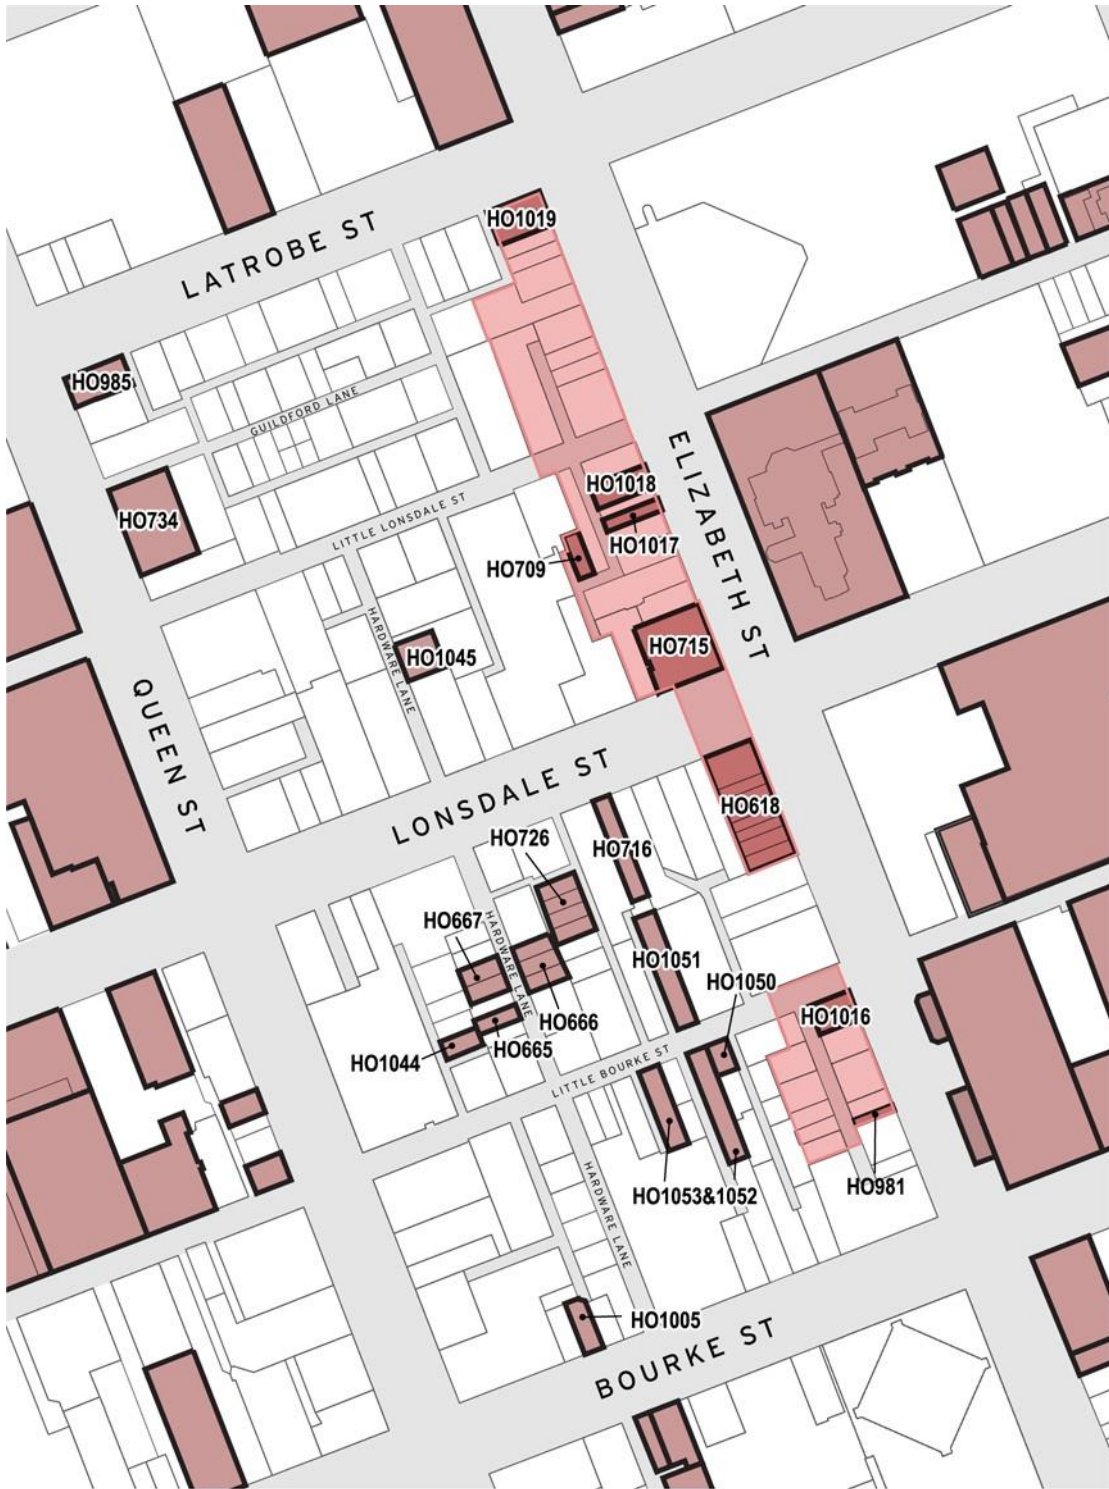 HO1019
LATROBE ST
HO985
GUILDFORD LANE
ELIZABETH ST
HO1018
HO734
LITTLE LONSDALE ST
HO1017
HO709
HARDWARE LANE
HO1045
HO715
QUEEN ST
LONSDALE ST
HO618
HO726
HO716
HO667
HARDWARE LANE
HO1051
HO1050
HO666
HO1016
HO665
HO1044
LITTLE BOURKE ST
HO1053&1052
HO981
HARDWARE LANE
HO1005
BOURKE ST